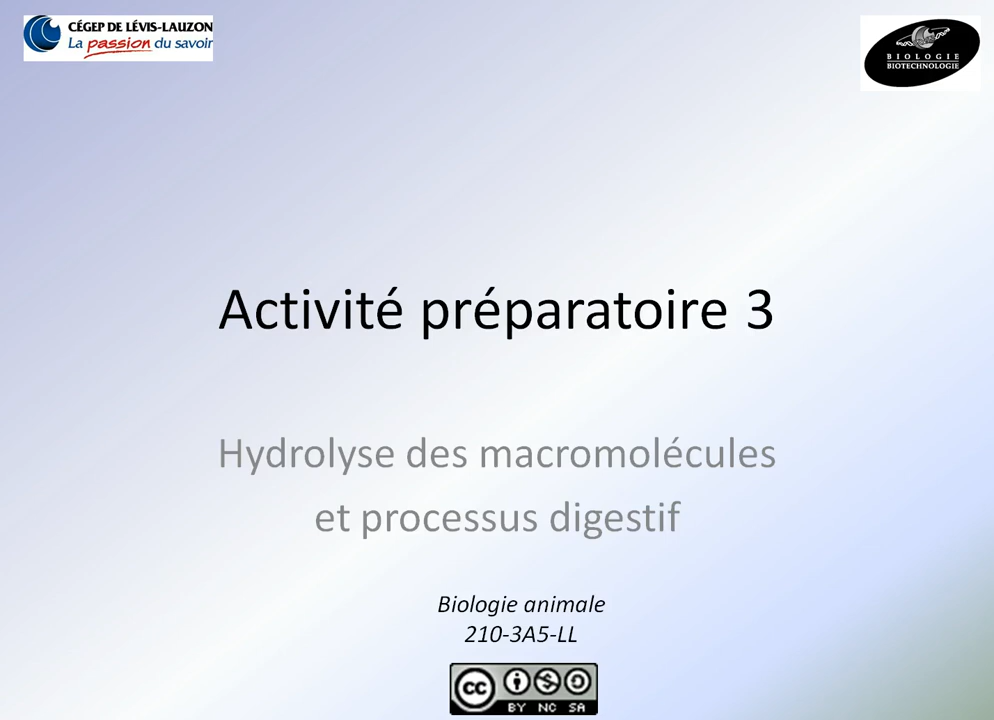 CÉGEP DE LÉVIS-LAUZON
La passion du savoir
BIOLOGIE
BIOTECHNOLOGIE
Activité préparatoire 3
Hydrolyse des macromolécules
et processus digestif
Biologie animale
210-3A5-LL
cc
BY NC SA